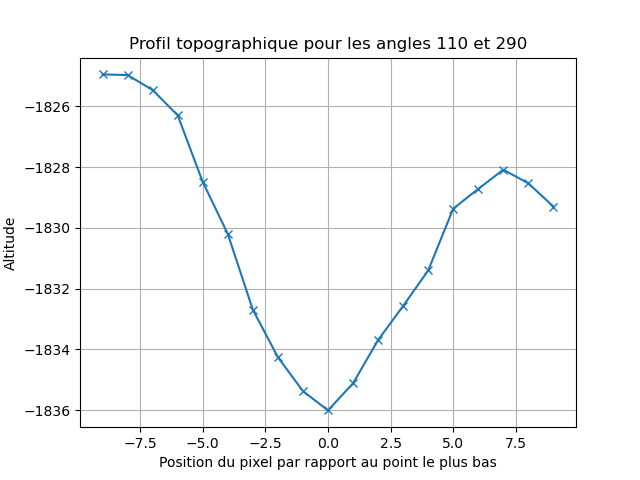 Profil topographique pour les angles 110 et 290
Altitude
−1826
−1828
−1830
−1832
−1834
−1836
−7.5 −5.0 −2.5 0.0 2.5 5.0 7.5
Position du pixel par rapport au point le plus bas